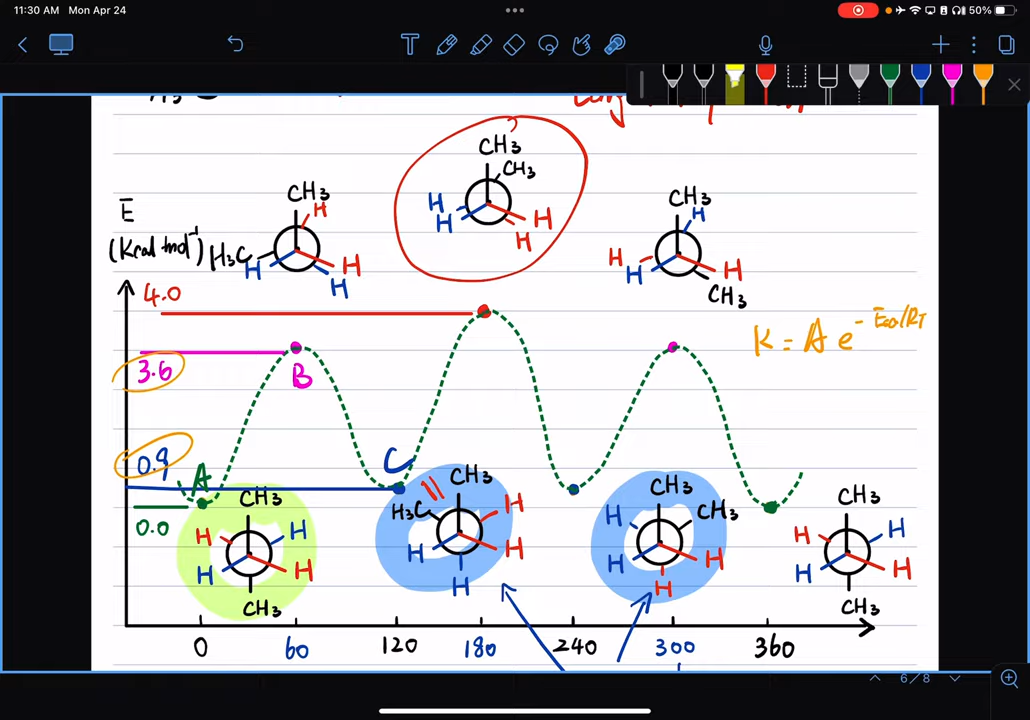 11:30 AM Mon Apr 24
50%
T
CH3
CH3
H
H
H
H
CH3
H
H3C
H
H
H
CH3
H
H
H
H
CH3
E
(Kcal mol⁻¹)
4.0
3.6
B
K = A e
0.9
A
C
0.0
CH3
H
H
H
H
CH3
CH3
H3C
H
H
H
H
CH3
H
CH3
H
H
H
CH3
H
H
H
H
CH3
0
60
120
180
240
300
360
6/8